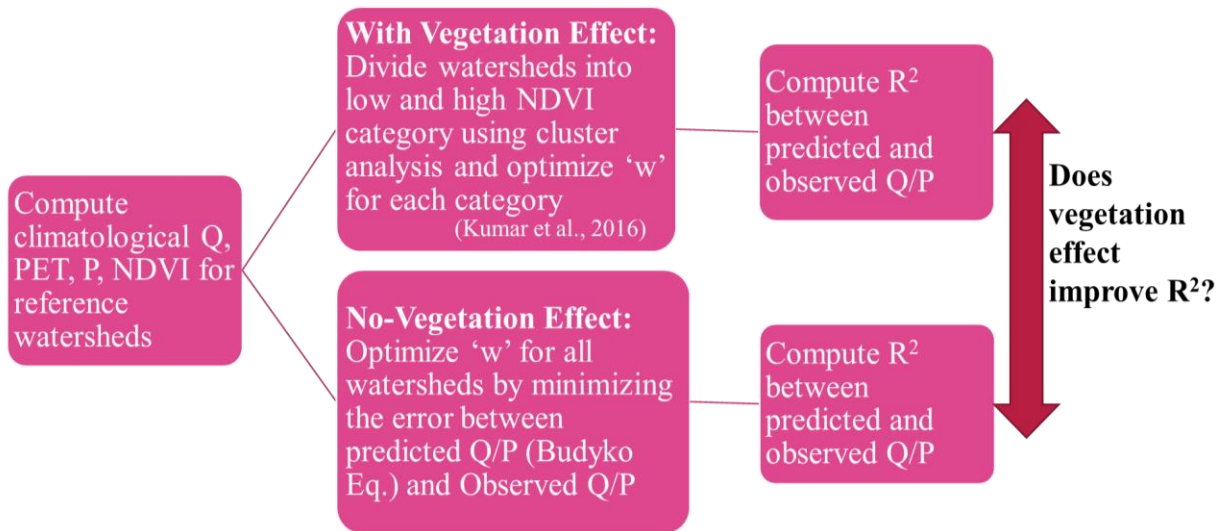 Compute
climatological Q,
PET, P, NDVI for
reference
watersheds
With Vegetation Effect:
Divide watersheds into
low and high NDVI
category using cluster
analysis and optimize ‘w’
for each category
(Kumar et al., 2016)
Compute R²
between
predicted and
observed Q/P
No-Vegetation Effect:
Optimize ‘w’ for all
watersheds by minimizing
the error between
predicted Q/P (Budyko
Eq.) and Observed Q/P
Compute R²
between
predicted and
observed Q/P
Does
vegetation
effect
improve R²?